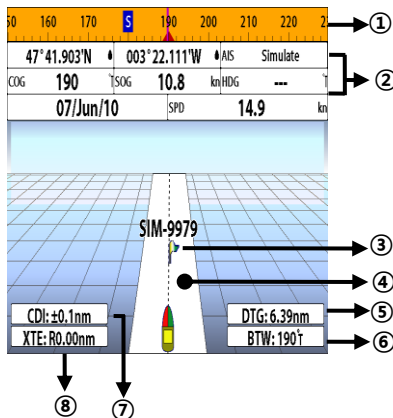 50 160 170 S 190 200 210 220 2 ①
47°41.903'N 003°22.111'W AIS Simulate
②
COG 190 °T SOG 10.8 kn HDG --- °T
07/Jun/10 SPD 14.9 kn
SIM-9979
③
④
CDI: ±0.1nm DTG: 6.39nm ⑤
XTE: R0.00nm BTW: 190°T ⑥
⑧ ⑦